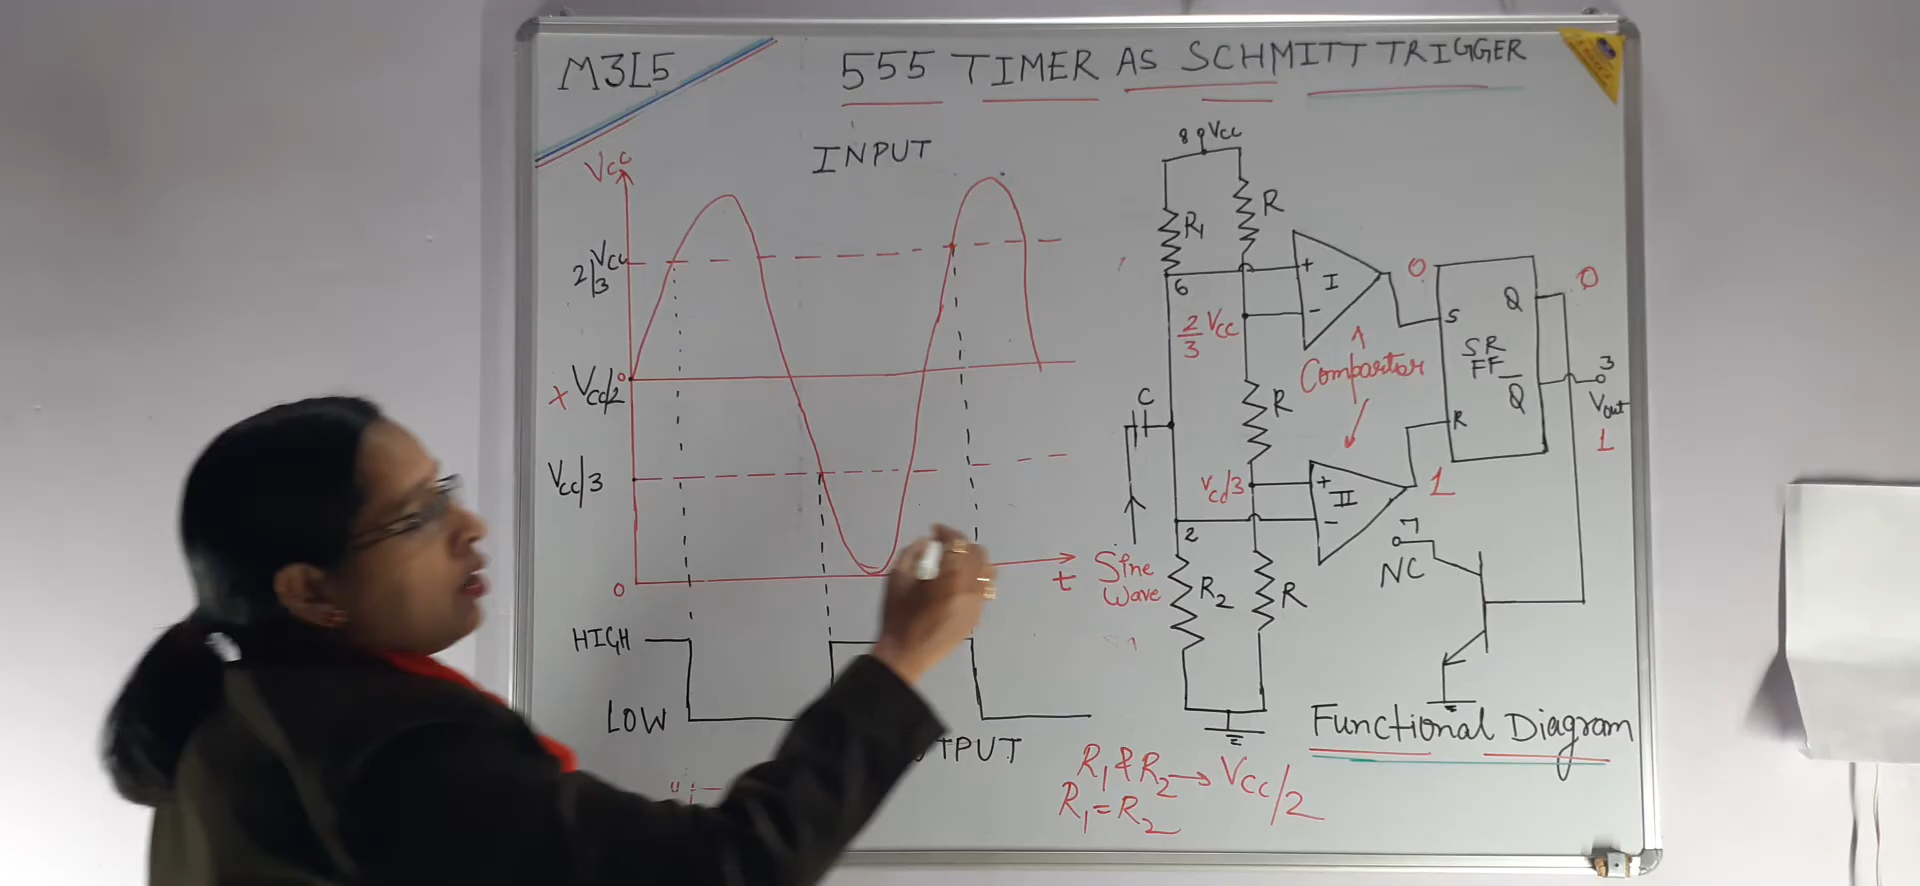 M3L5
555 TIMER AS SCHMITT TRIGGER
INPUT
Vcc
2/3 Vcc
0
x Vcc/2
Vcc/3
0
t
HIGH
LOW
TPUT
8 Vcc
R1
R
+
I
-
6
2/3 Vcc
0
S
Q
0
SR
FF
Q̅
3
Vout
1
Compartor
C
R
R
Vcc/3
+
II
-
1
2
7
NC
Sine
Wave
R2
R
Functional Diagram
R1 & R2 → Vcc/2
R1 = R2